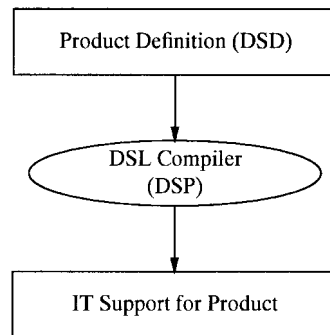 Product Definition (DSD)
DSL Compiler
(DSP)
IT Support for Product